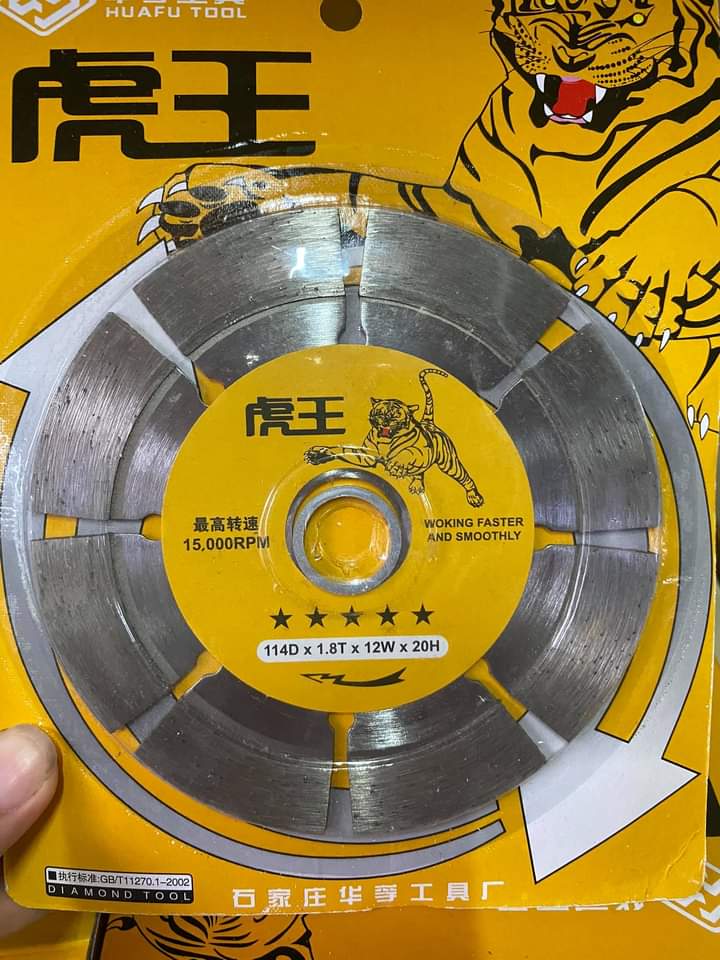 HUAFU TOOL
虎王
虎王
最高转速
15,000RPM
WOKING FASTER
AND SMOOTHLY
114D x 1.8T x 12W x 20H
■执行标准:GB/T11270.1-2002
DIAMOND TOOL
石家庄华孚工具厂